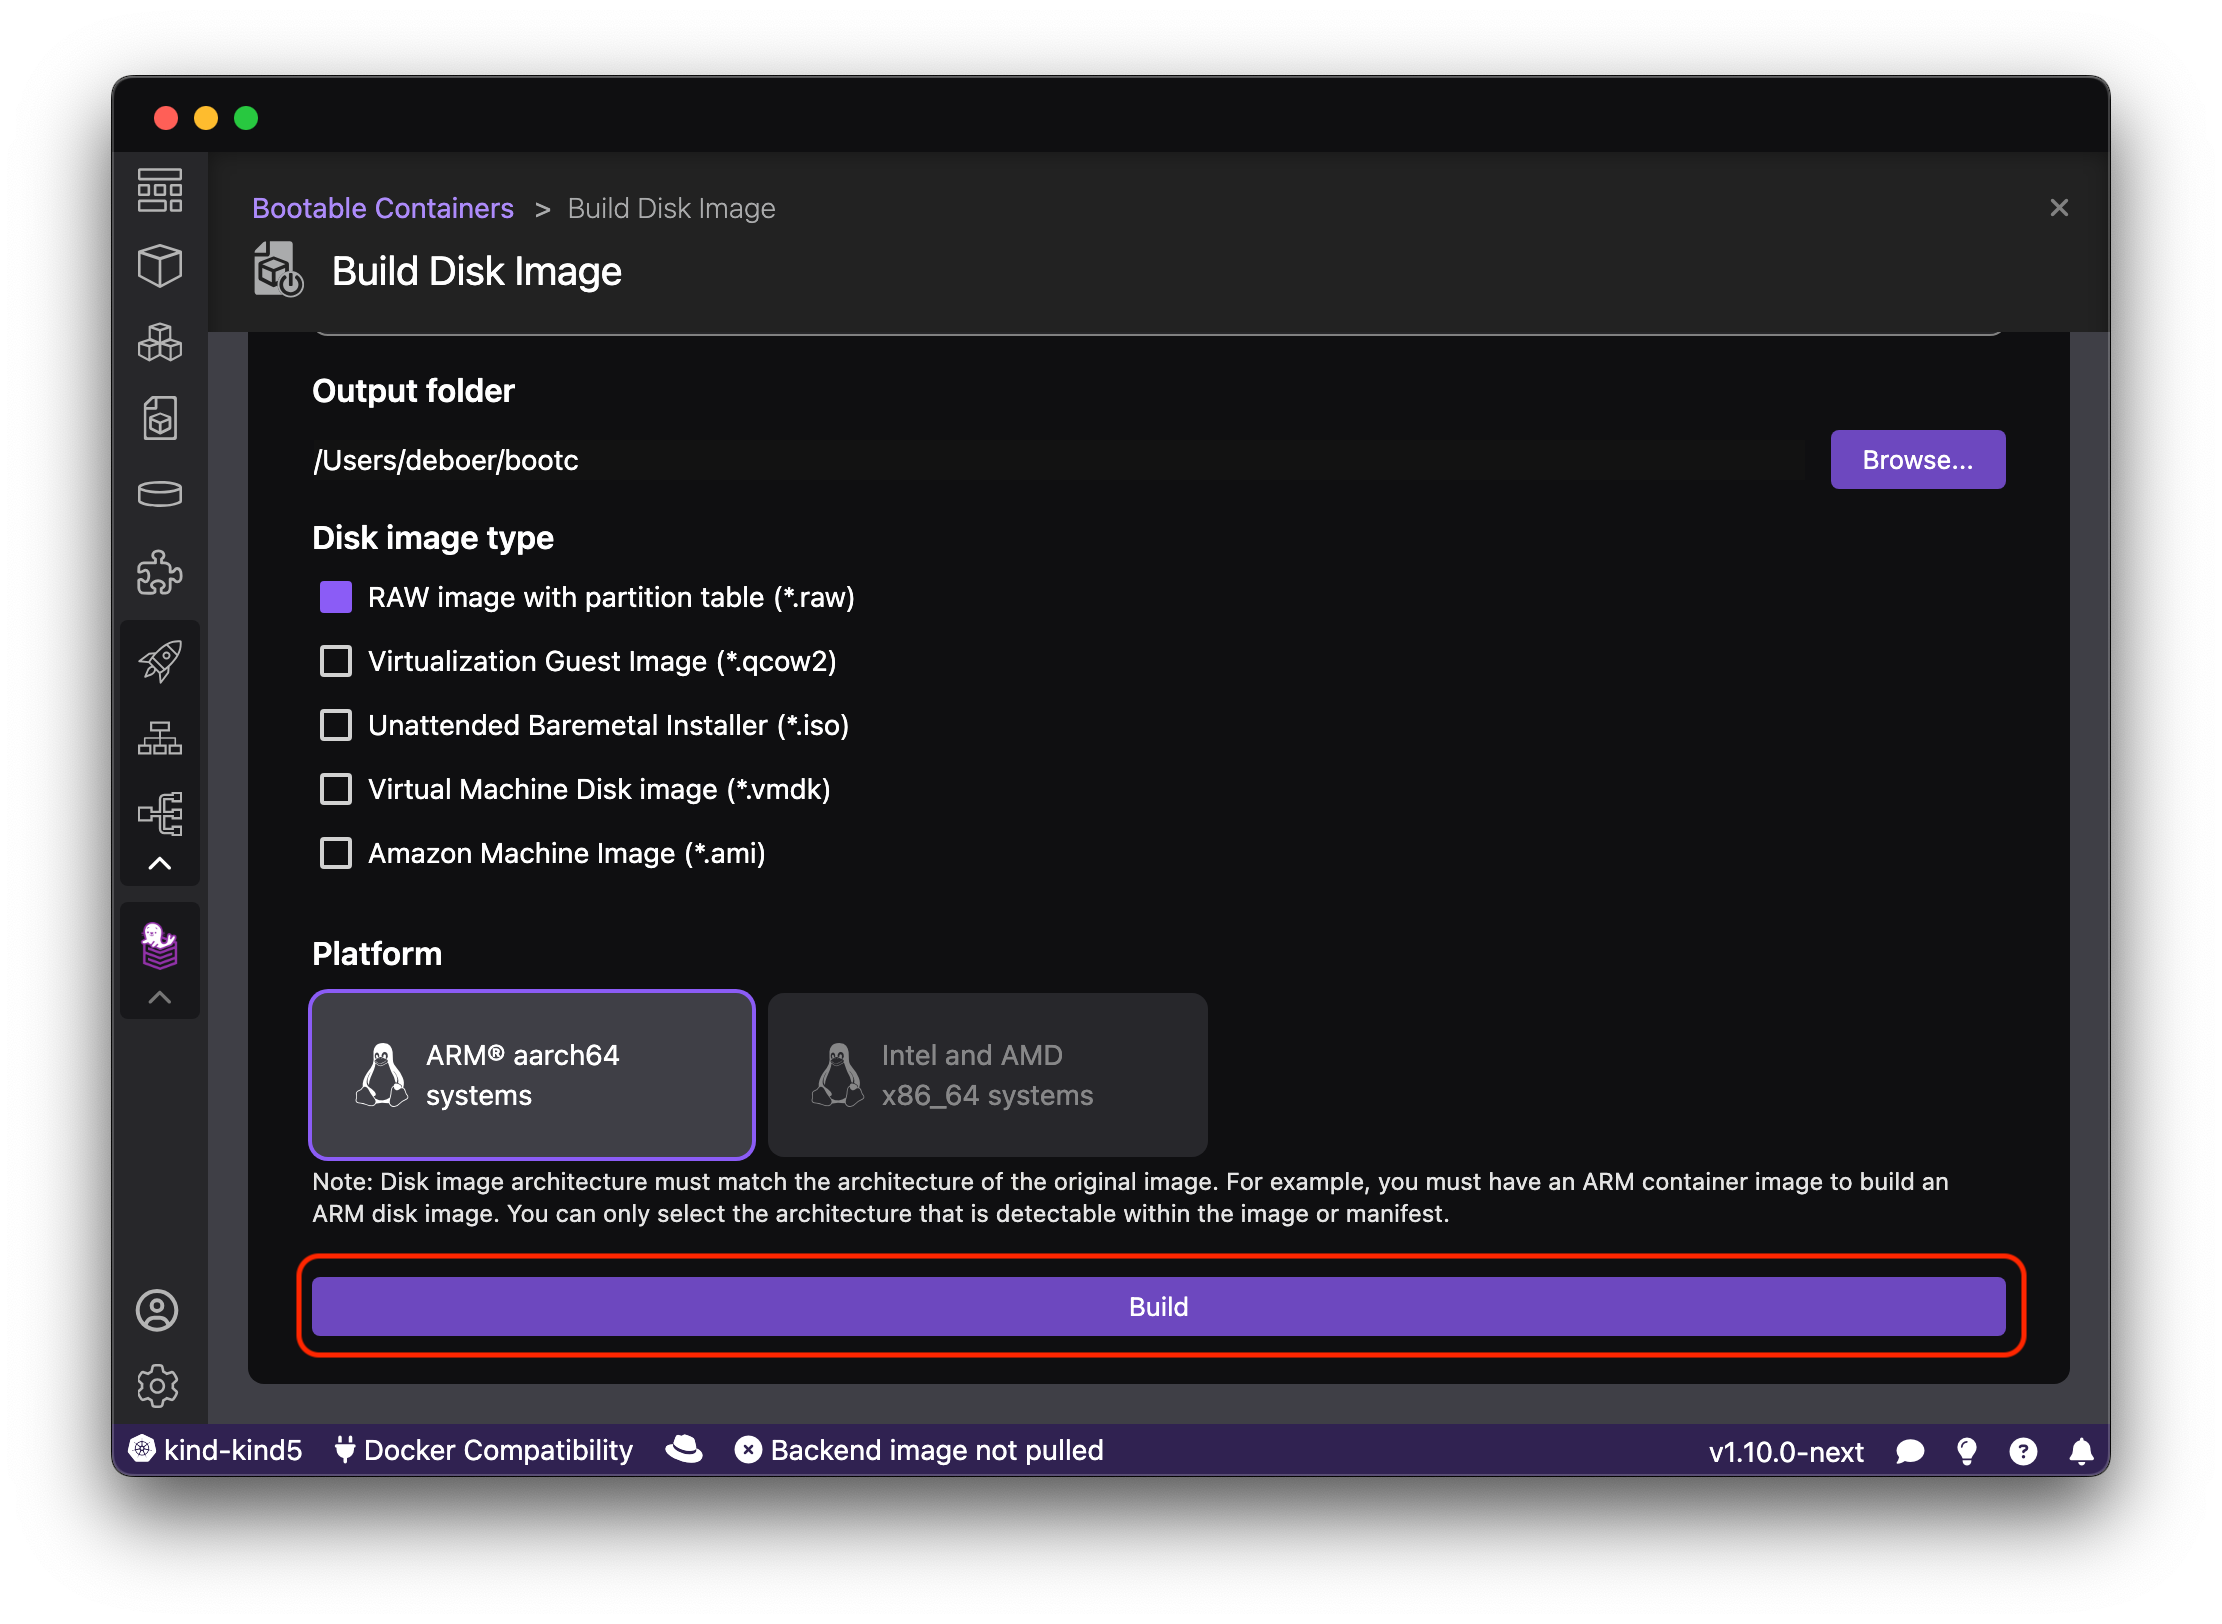 Bootable Containers > Build Disk Image
Build Disk Image
Output folder
/Users/deboer/bootc
Browse...
Disk image type
RAW image with partition table (*.raw)
Virtualization Guest Image (*.qcow2)
Unattended Baremetal Installer (*.iso)
Virtual Machine Disk image (*.vmdk)
Amazon Machine Image (*.ami)
Platform
ARM® aarch64
systems
Intel and AMD
x86_64 systems
Note: Disk image architecture must match the architecture of the original image. For example, you must have an ARM container image to build an
ARM disk image. You can only select the architecture that is detectable within the image or manifest.
Build
kind-kind5 Docker Compatibility Backend image not pulled v1.10.0-next